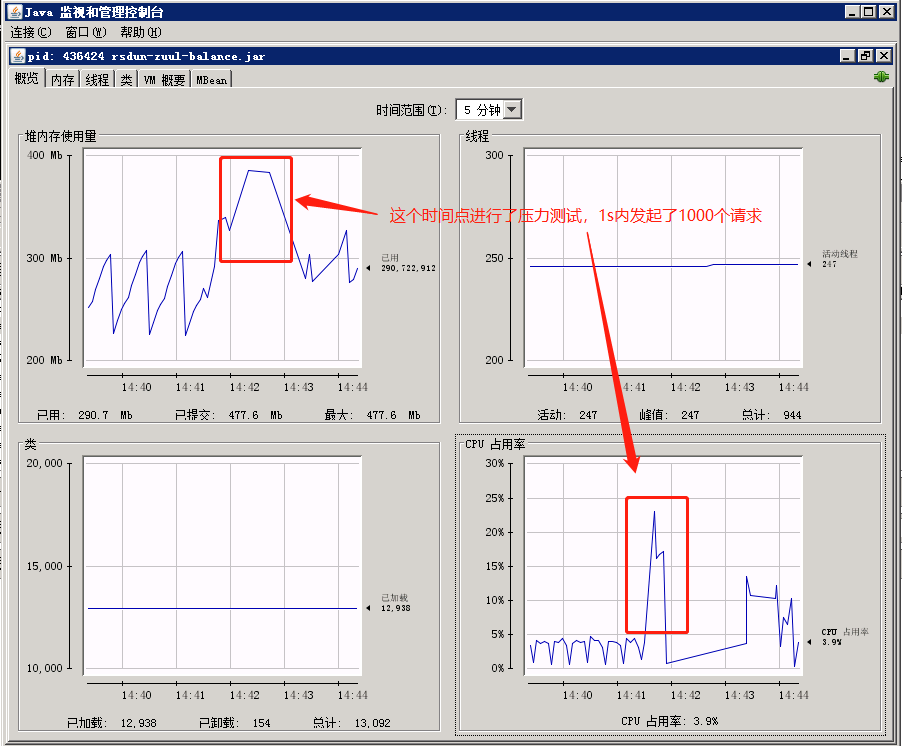 Java 监视和管理控制台
连接(C) 窗口(W) 帮助(H)
pid: 436424 rsdun-zuul-balance.jar
概览 内存 线程 类 VM 概要 MBean
时间范围(T): 5 分钟
堆内存使用量
400 Mb
300 Mb
200 Mb
已用
290,722,912
14:40 14:41 14:42 14:43 14:44
已用: 290.7 Mb 已提交: 477.6 Mb 最大: 477.6 Mb
线程
300
250
200
活动线程
247
14:40 14:41 14:42 14:43 14:44
活动: 247 峰值: 247 总计: 944
这个时间点进行了压力测试，1s内发起了1000个请求
类
20,000
15,000
10,000
已加载
12,938
14:40 14:41 14:42 14:43 14:44
已加载: 12,938 已卸载: 154 总计: 13,092
CPU 占用率
30%
25%
20%
15%
10%
5%
0%
CPU 占用率
3.9%
14:40 14:41 14:42 14:43 14:44
CPU 占用率: 3.9%